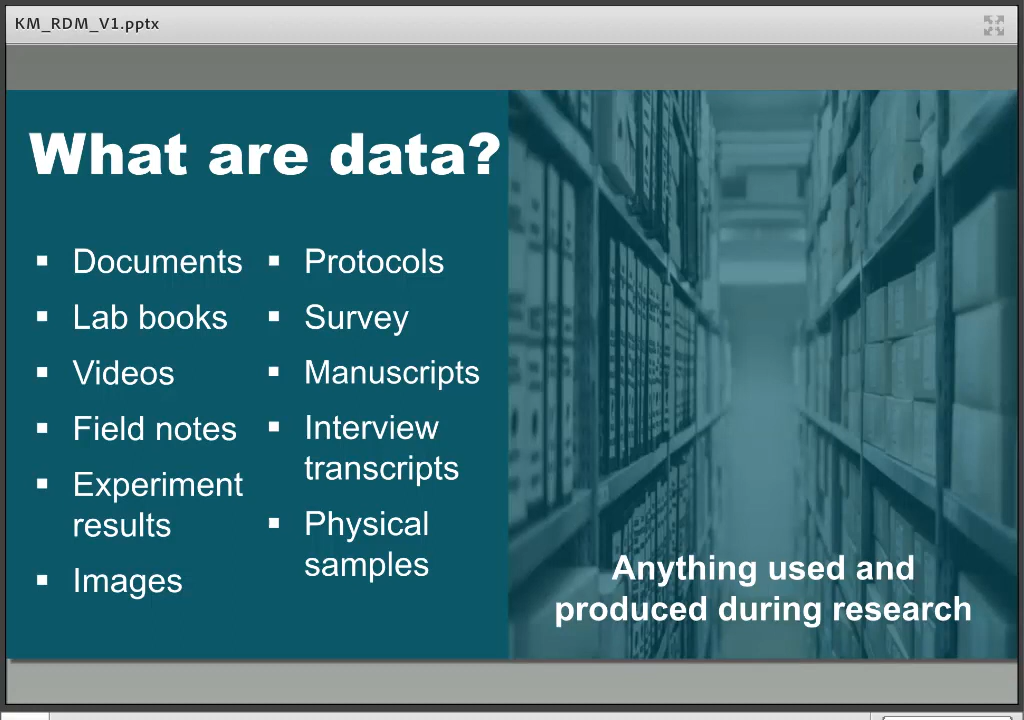 KM_RDM_V1.pptx
What are data?
▪ Documents
▪ Lab books
▪ Videos
▪ Field notes
▪ Experiment
results
▪ Images
▪ Protocols
▪ Survey
▪ Manuscripts
▪ Interview
transcripts
▪ Physical
samples
Anything used and
produced during research